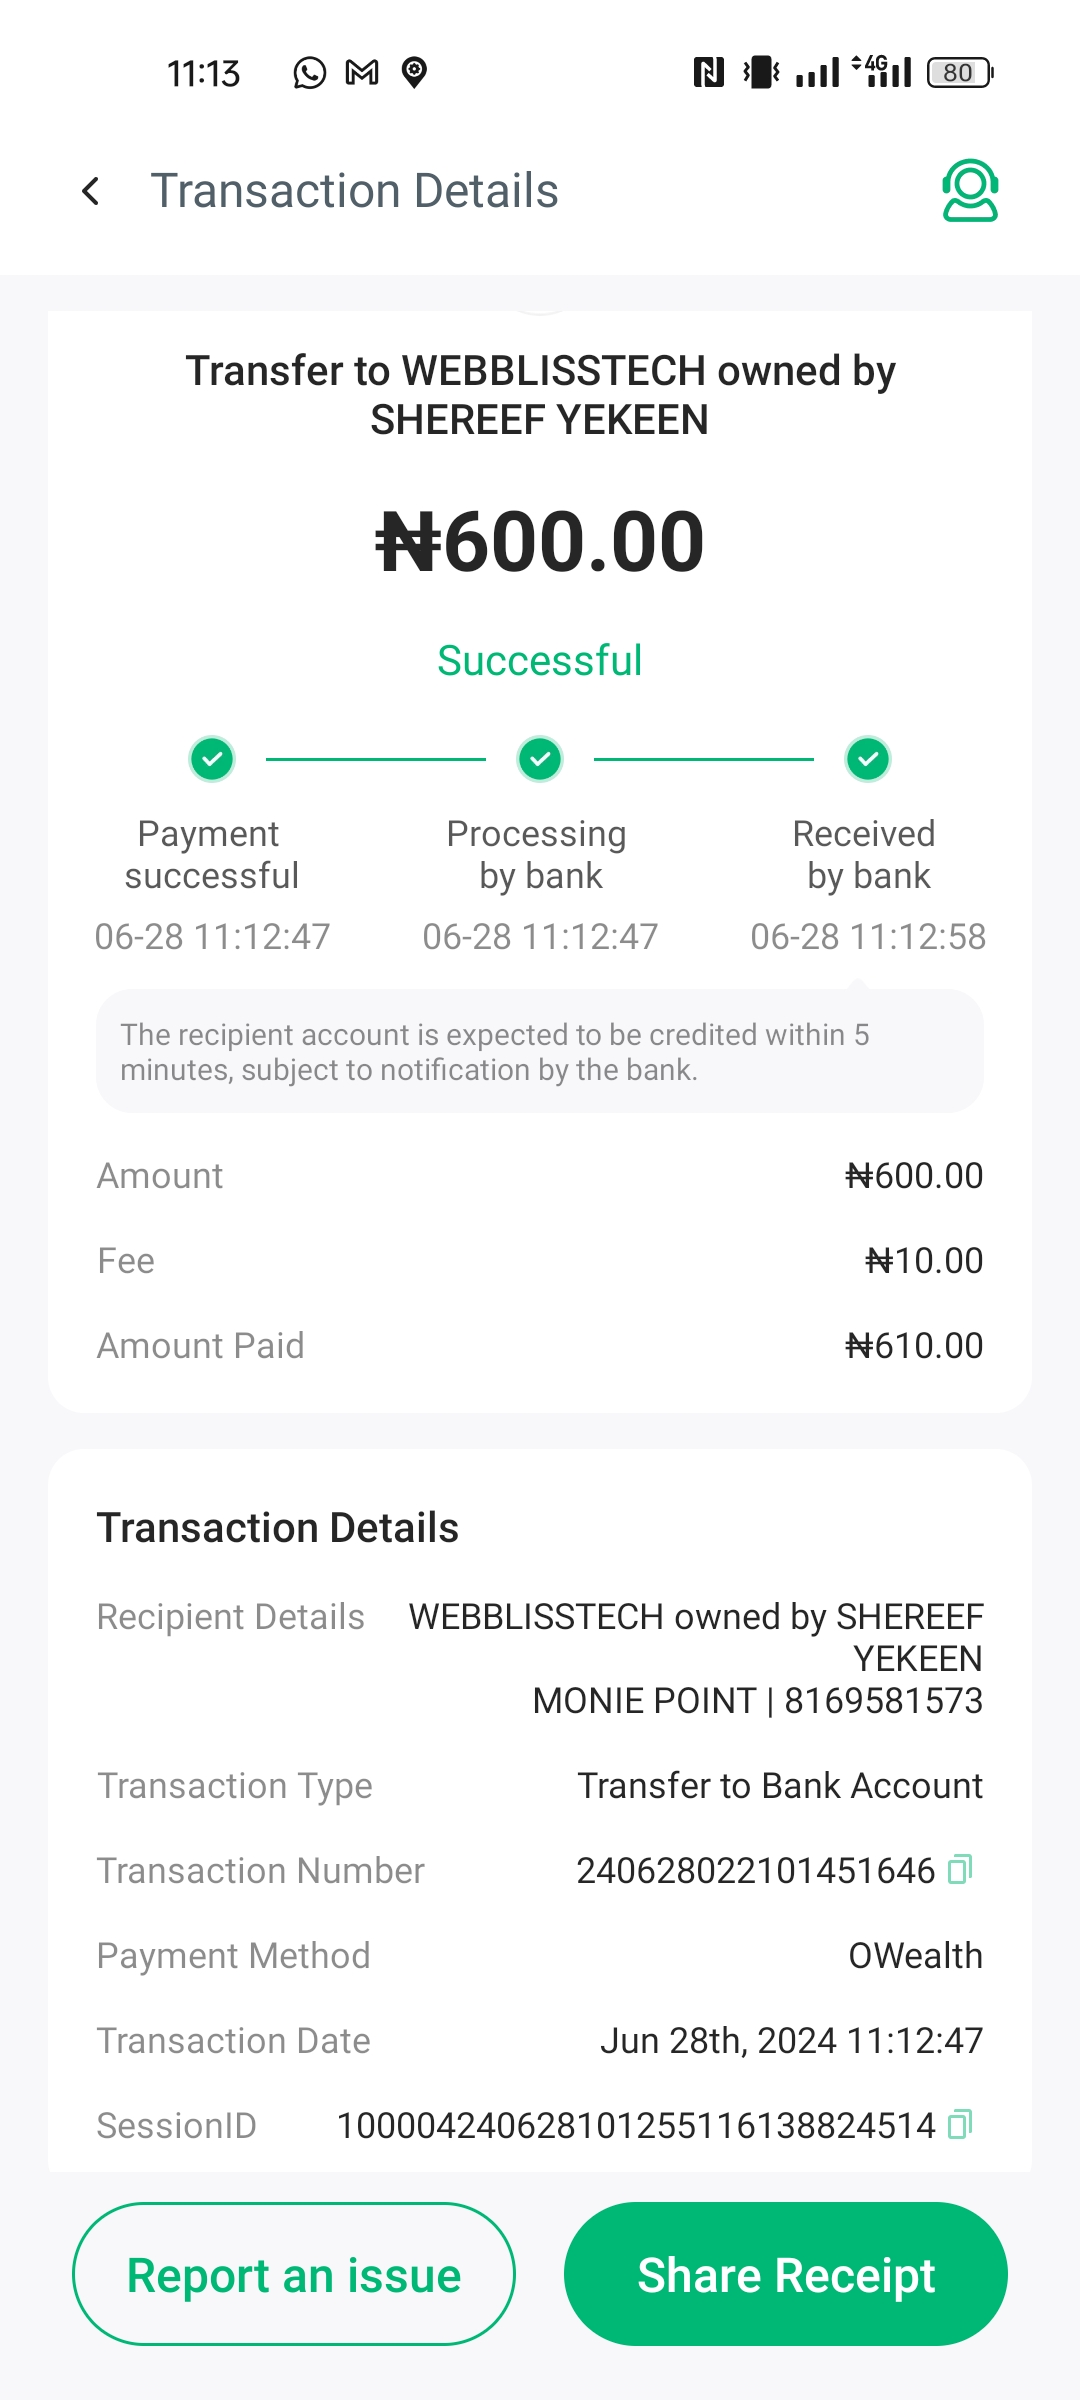 11:13 4G 80
Transaction Details
Transfer to WEBBLISSTECH owned by
SHEREEF YEKEEN
₦600.00
Successful
Payment
successful
06-28 11:12:47
Processing
by bank
06-28 11:12:47
Received
by bank
06-28 11:12:58
The recipient account is expected to be credited within 5
minutes, subject to notification by the bank.
Amount ₦600.00
Fee ₦10.00
Amount Paid ₦610.00
Transaction Details
Recipient Details WEBBLISSTECH owned by SHEREEF
YEKEEN
MONIE POINT | 8169581573
Transaction Type Transfer to Bank Account
Transaction Number 240628022101451646
Payment Method OWealth
Transaction Date Jun 28th, 2024 11:12:47
SessionID 100004240628101255116138824514
Report an issue Share Receipt